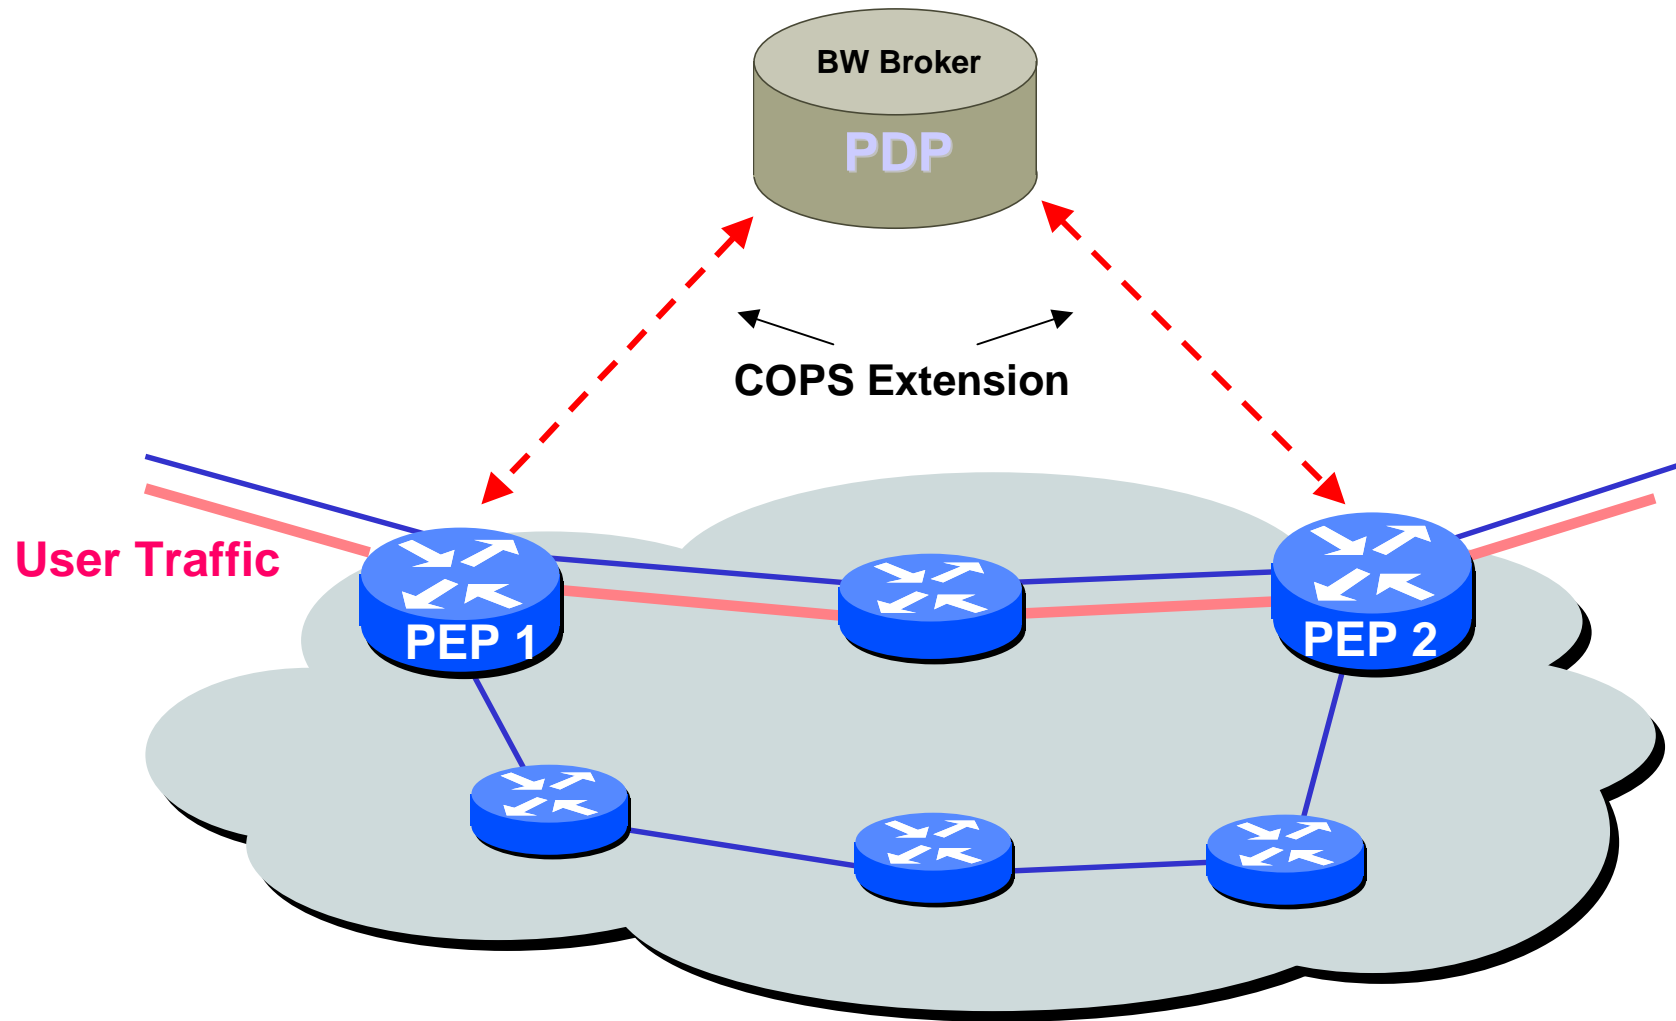 BW Broker
PDP
COPS Extension
User Traffic
PEP 1
PEP 2